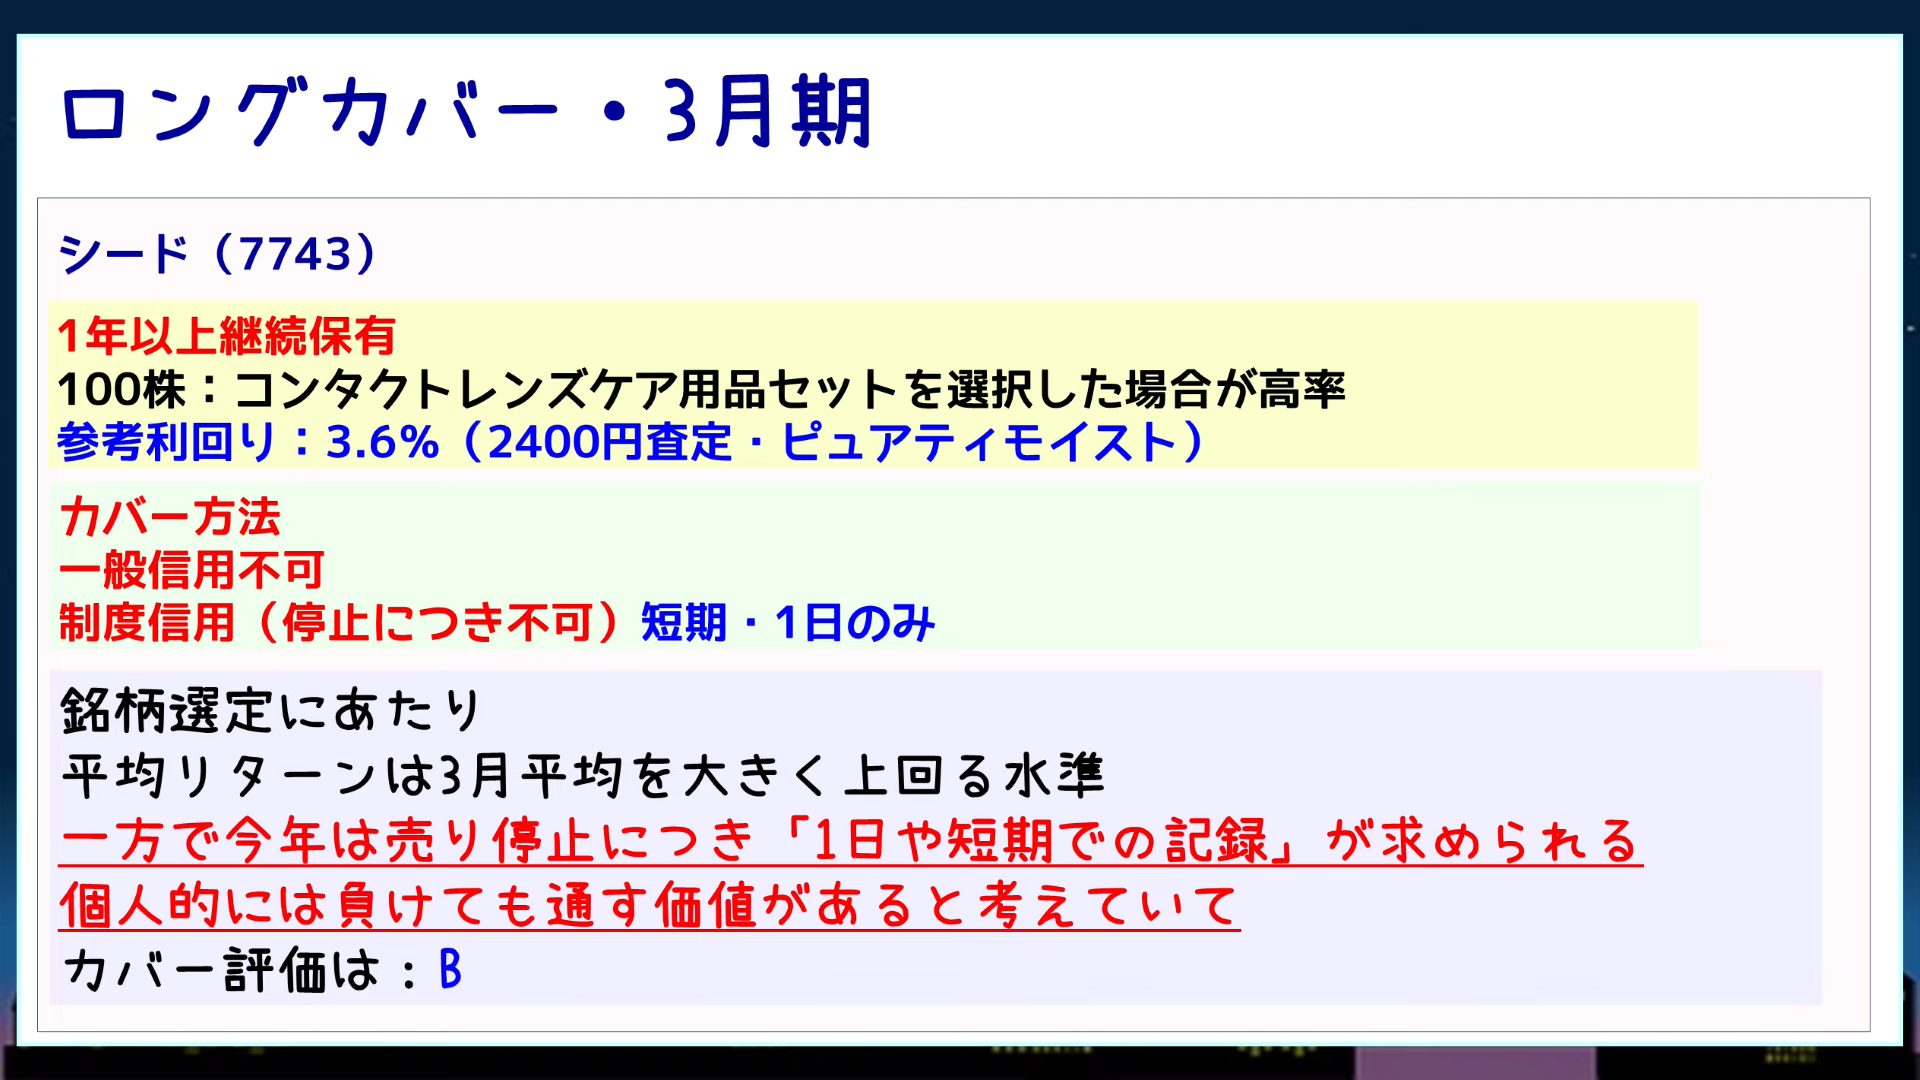 ロングカバー・3月期
シード（7743）
1年以上継続保有
100株：コンタクトレンズケア用品セットを選択した場合が高率
参考利回り：3.6%（2400円査定・ピュアティモイスト）
カバー方法
一般信用不可
制度信用（停止につき不可）短期・1日のみ
銘柄選定にあたり
平均リターンは3月平均を大きく上回る水準
一方で今年は売り停止につき「1日や短期での記録」が求められる
個人的には負けても通す価値があると考えていて
カバー評価は：B